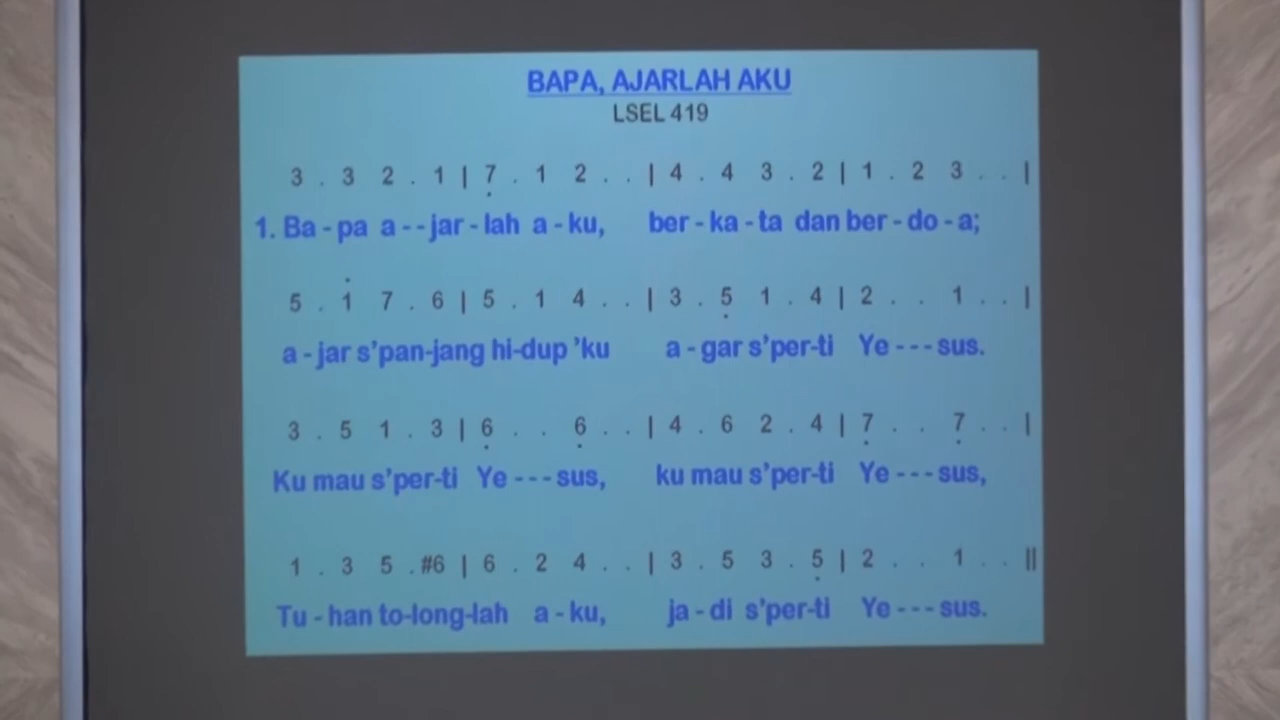 BAPA, AJARLAH AKU
LSEL 419
3 . 3 2 . 1 | 7̣ . 1 2 . . | 4 . 4 3 . 2 | 1 . 2 3 . . |
1. Ba - pa a - - jar - lah a - ku, ber - ka - ta dan ber - do - a;
5 . 1̇ 7 . 6 | 5 . 1 4 . . | 3 . 5̣ 1 . 4 | 2 . . 1 . . |
a - jar s'pan-jang hi-dup 'ku a - gar s'per-ti Ye - - - sus.
3 . 5 1 . 3 | 6̣ . . 6̣ . . | 4 . 6 2 . 4 | 7̣ . . 7̣ . . |
Ku mau s'per-ti Ye - - - sus, ku mau s'per-ti Ye - - - sus,
1 . 3 5 . #6 | 6 . 2 4 . . | 3 . 5 3 . 5̣ | 2 . . 1 . . ||
Tu - han to-long-lah a - ku, ja - di s'per-ti Ye - - - sus.